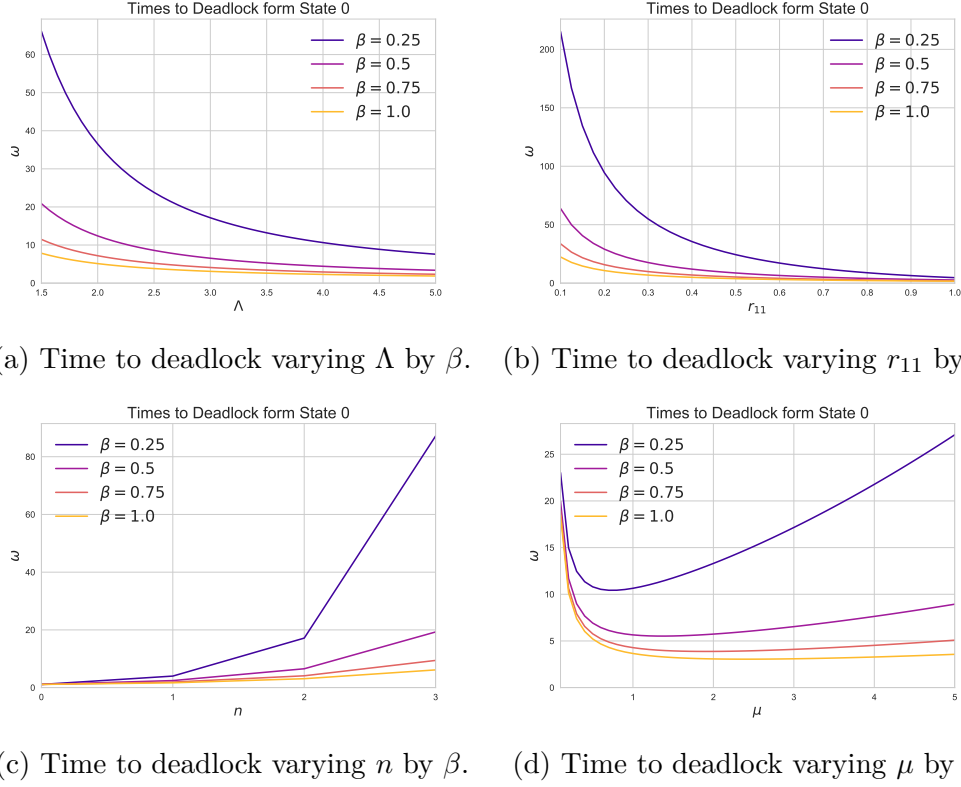 Times to Deadlock form State 0
β = 0.25
β = 0.5
β = 0.75
β = 1.0
ω
60
50
40
30
20
10
0
1.5 2.0 2.5 3.0 3.5 4.0 4.5 5.0
Λ
(a) Time to deadlock varying Λ by β.
Times to Deadlock form State 0
β = 0.25
β = 0.5
β = 0.75
β = 1.0
ω
200
150
100
50
0
0.1 0.2 0.3 0.4 0.5 0.6 0.7 0.8 0.9 1.0
r₁₁
(b) Time to deadlock varying r₁₁ by
Times to Deadlock form State 0
β = 0.25
β = 0.5
β = 0.75
β = 1.0
ω
80
60
40
20
0
0 1 2 3
n
(c) Time to deadlock varying n by β.
Times to Deadlock form State 0
β = 0.25
β = 0.5
β = 0.75
β = 1.0
ω
25
20
15
10
5
0
1 2 3 4 5
μ
(d) Time to deadlock varying μ by